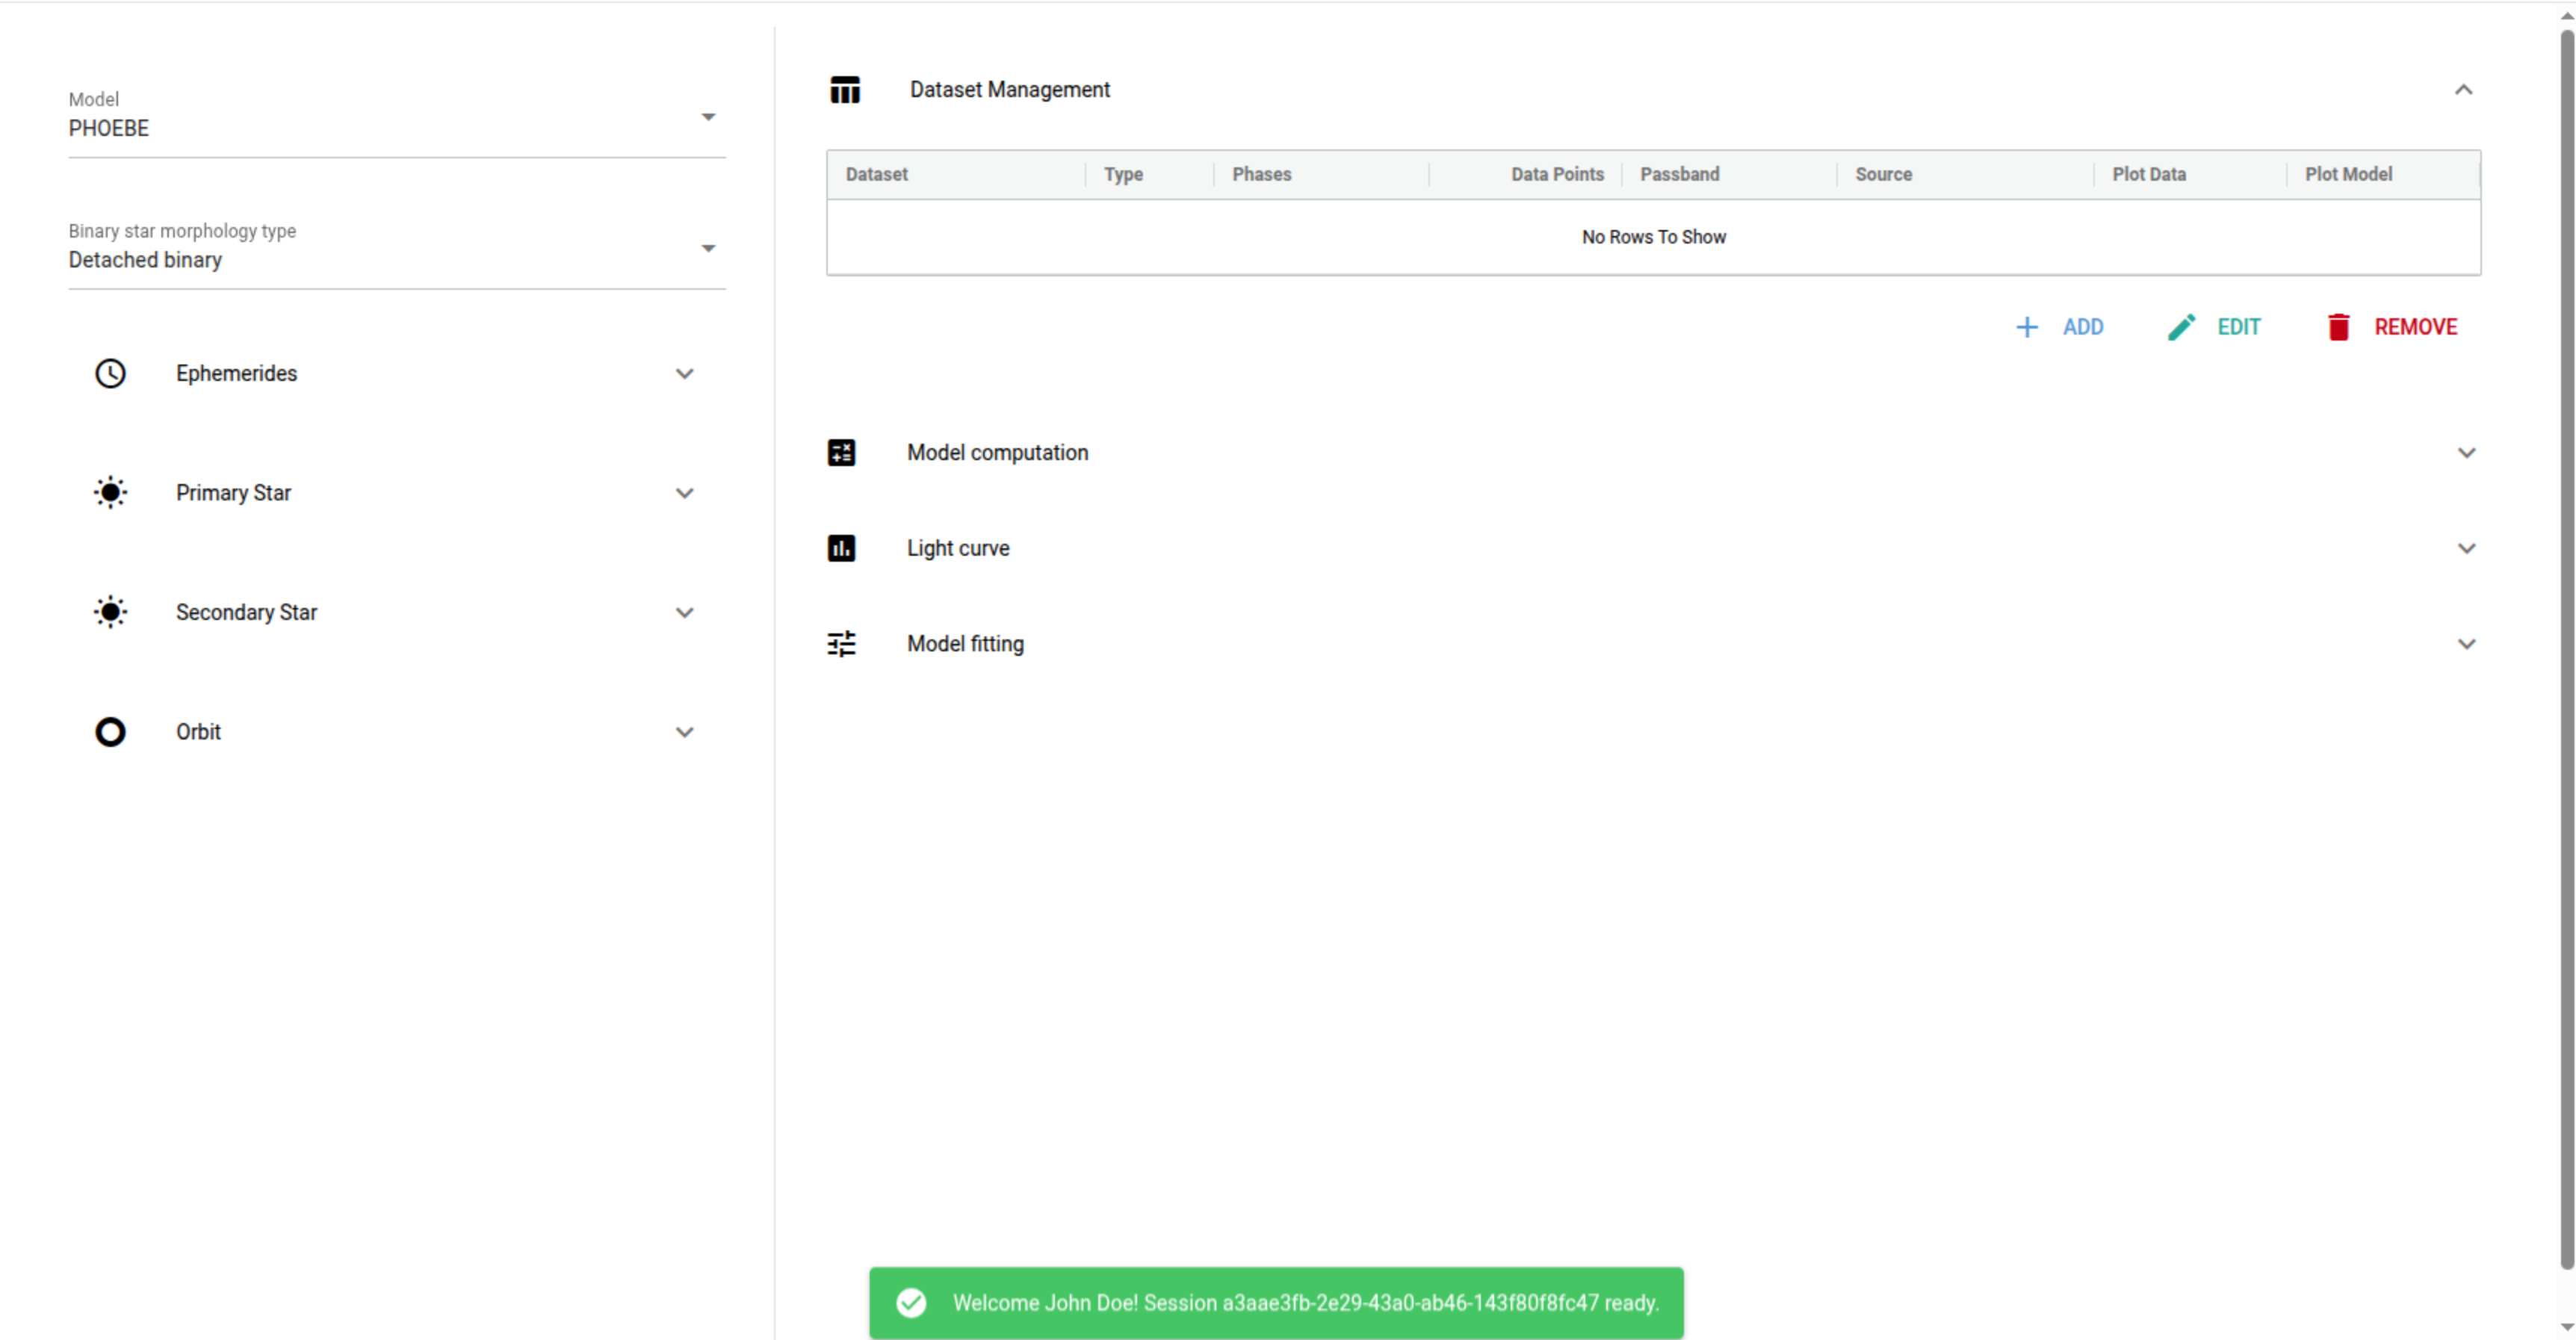 Model
PHOEBE
Binary star morphology type
Detached binary
Ephemerides
Primary Star
Secondary Star
Orbit
Dataset Management
Dataset Type Phases Data Points Passband Source Plot Data Plot Model
No Rows To Show
ADD EDIT REMOVE
Model computation
Light curve
Model fitting
Welcome John Doe! Session a3aae3fb-2e29-43a0-ab46-143f80f8fc47 ready.